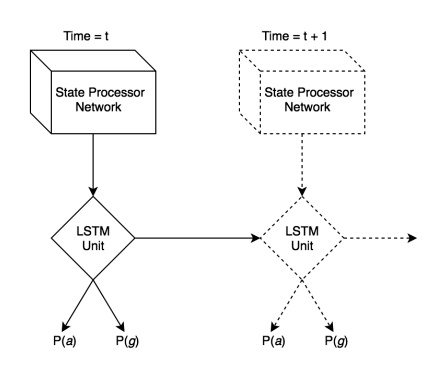 Time = t
Time = t + 1
State Processor
Network
State Processor
Network
LSTM
Unit
LSTM
Unit
P(a)
P(g)
P(a)
P(g)